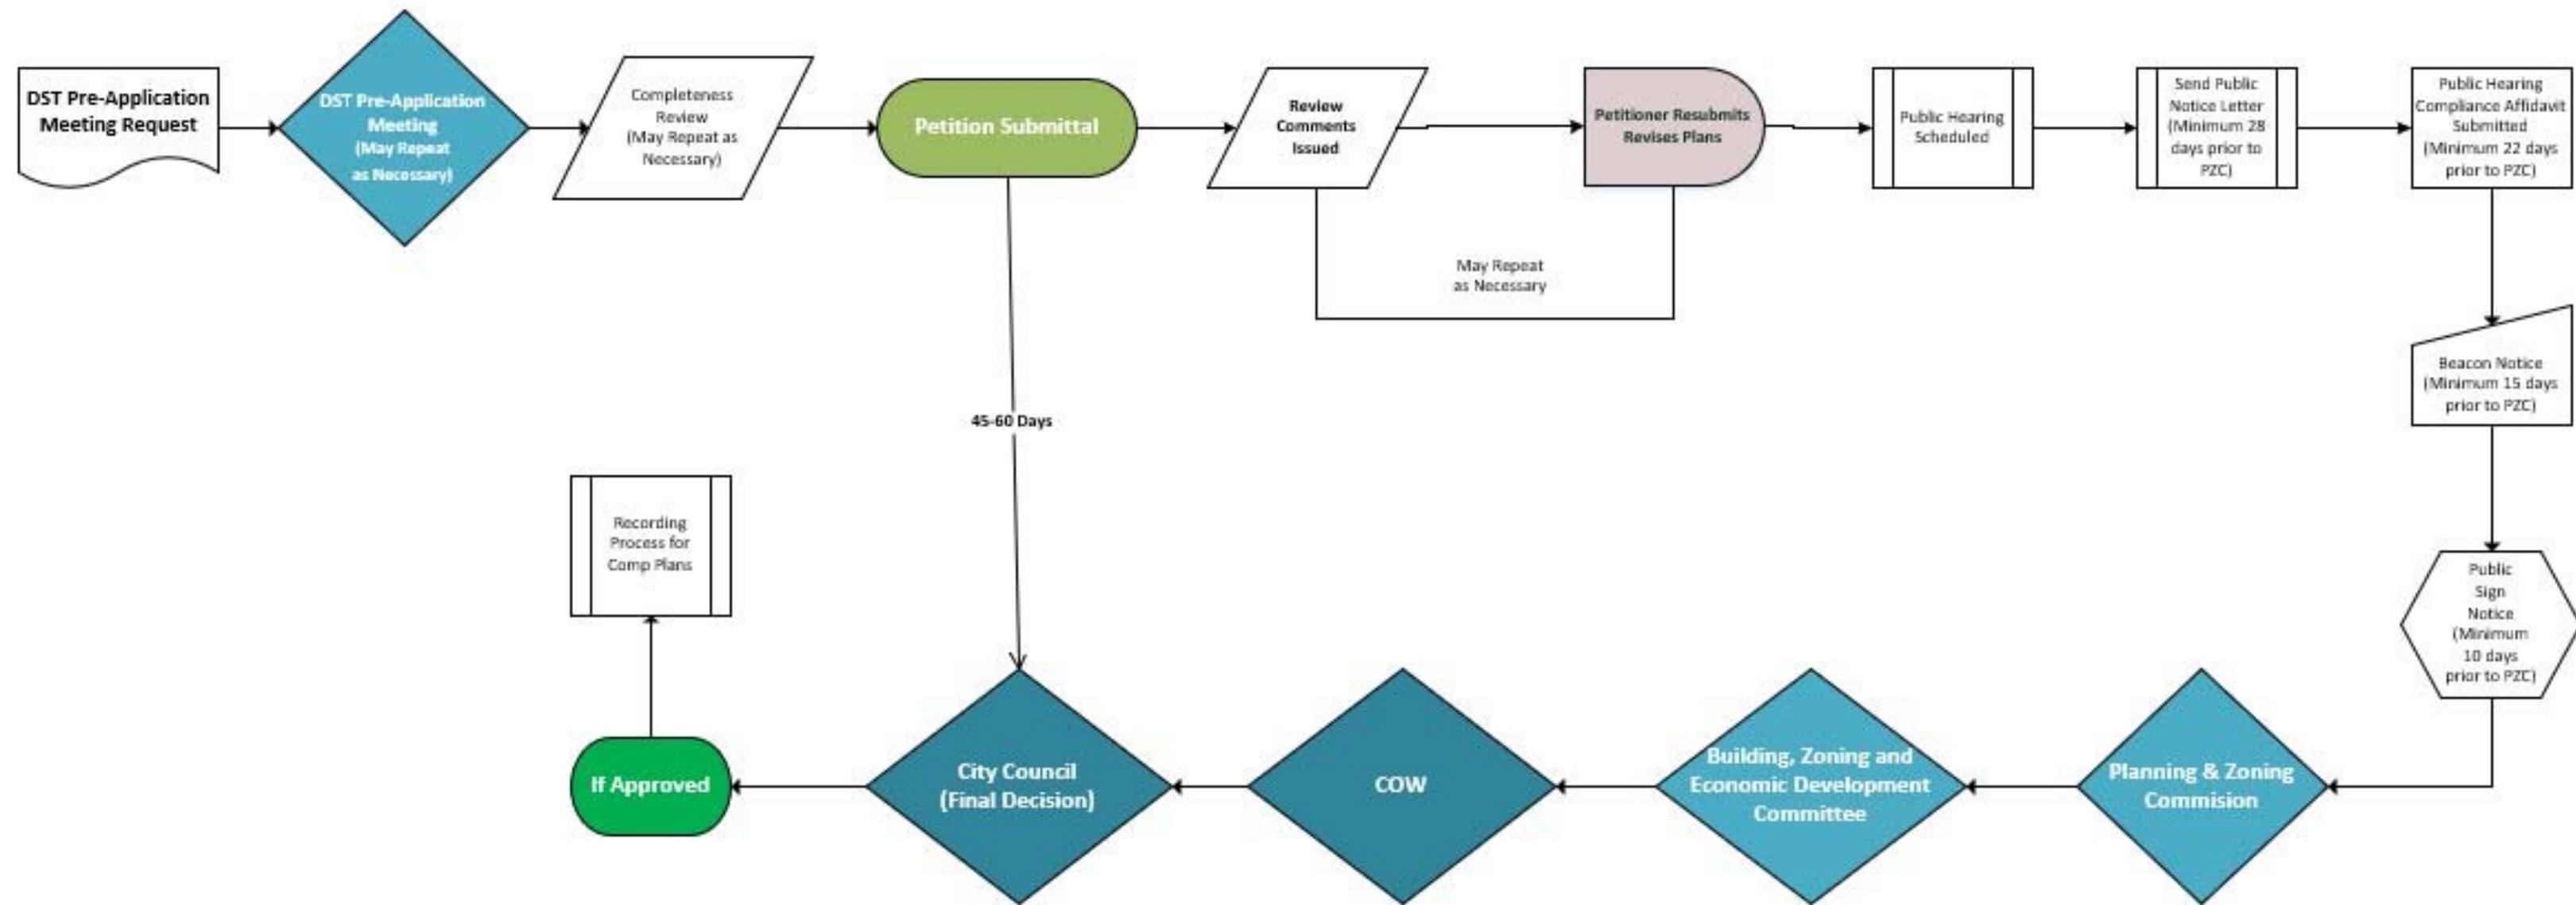 DST Pre-Application
Meeting Request
DST Pre-Application
Meeting
(May Repeat
as Necessary)
Completeness
Review
(May Repeat as
Necessary)
Petition Submittal
Review
Comments
Issued
Petitioner Resubmits
Revises Plans
Public Hearing
Scheduled
Send Public
Notice Letter
(Minimum 28
days prior to
PZC)
Public Hearing
Compliance Affidavit
Submitted
(Minimum 22 days
prior to PZC)
May Repeat
as Necessary
Beacon Notice
(Minimum 15 days
prior to PZC)
45-60 Days
Public
Sign
Notice
(Minimum
10 days
prior to PZC)
Planning & Zoning
Commision
Building, Zoning and
Economic Development
Committee
COW
City Council
(Final Decision)
If Approved
Recording
Process for
Comp Plans